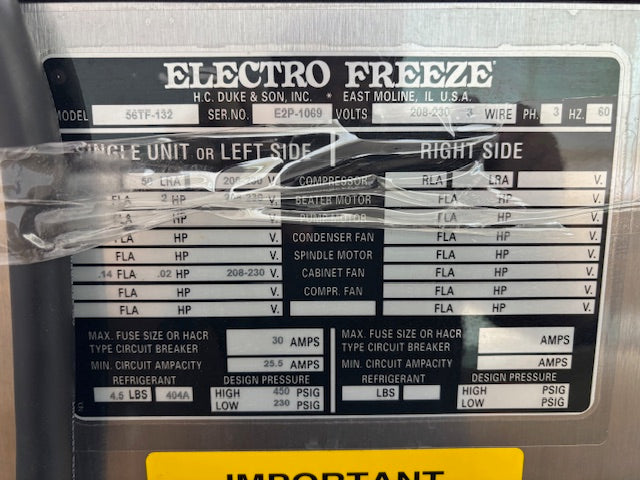 ELECTRO FREEZE
H.C. DUKE & SON, INC. * EAST MOLINE, IL U.S.A.
MODEL 56TF-132 SER.NO. E2P-1069 VOLTS 208-230 3 WIRE PH. 3 HZ. 60
SINGLE UNIT OR LEFT SIDE RIGHT SIDE
50 LRA 208-230 V. COMPRESSOR RLA LRA V.
FLA 2 HP V. BEATER MOTOR FLA HP V.
FLA HP V. PUMP MOTOR FLA HP V.
FLA HP V. CONDENSER FAN FLA HP V.
FLA HP V. SPINDLE MOTOR FLA HP V.
.14 FLA .02 HP 208-230 V. CABINET FAN FLA HP V.
FLA HP V. COMPR. FAN FLA HP V.
FLA HP V. FLA HP V.
MAX. FUSE SIZE OR HACR
TYPE CIRCUIT BREAKER 30 AMPS
MIN. CIRCUIT AMPACITY 25.5 AMPS
REFRIGERANT DESIGN PRESSURE
4.5 LBS 404A HIGH 450 PSIG
LOW 230 PSIG
MAX. FUSE SIZE OR HACR
TYPE CIRCUIT BREAKER AMPS
MIN. CIRCUIT AMPACITY AMPS
REFRIGERANT DESIGN PRESSURE
LBS HIGH PSIG
LOW PSIG
IMPORTANT